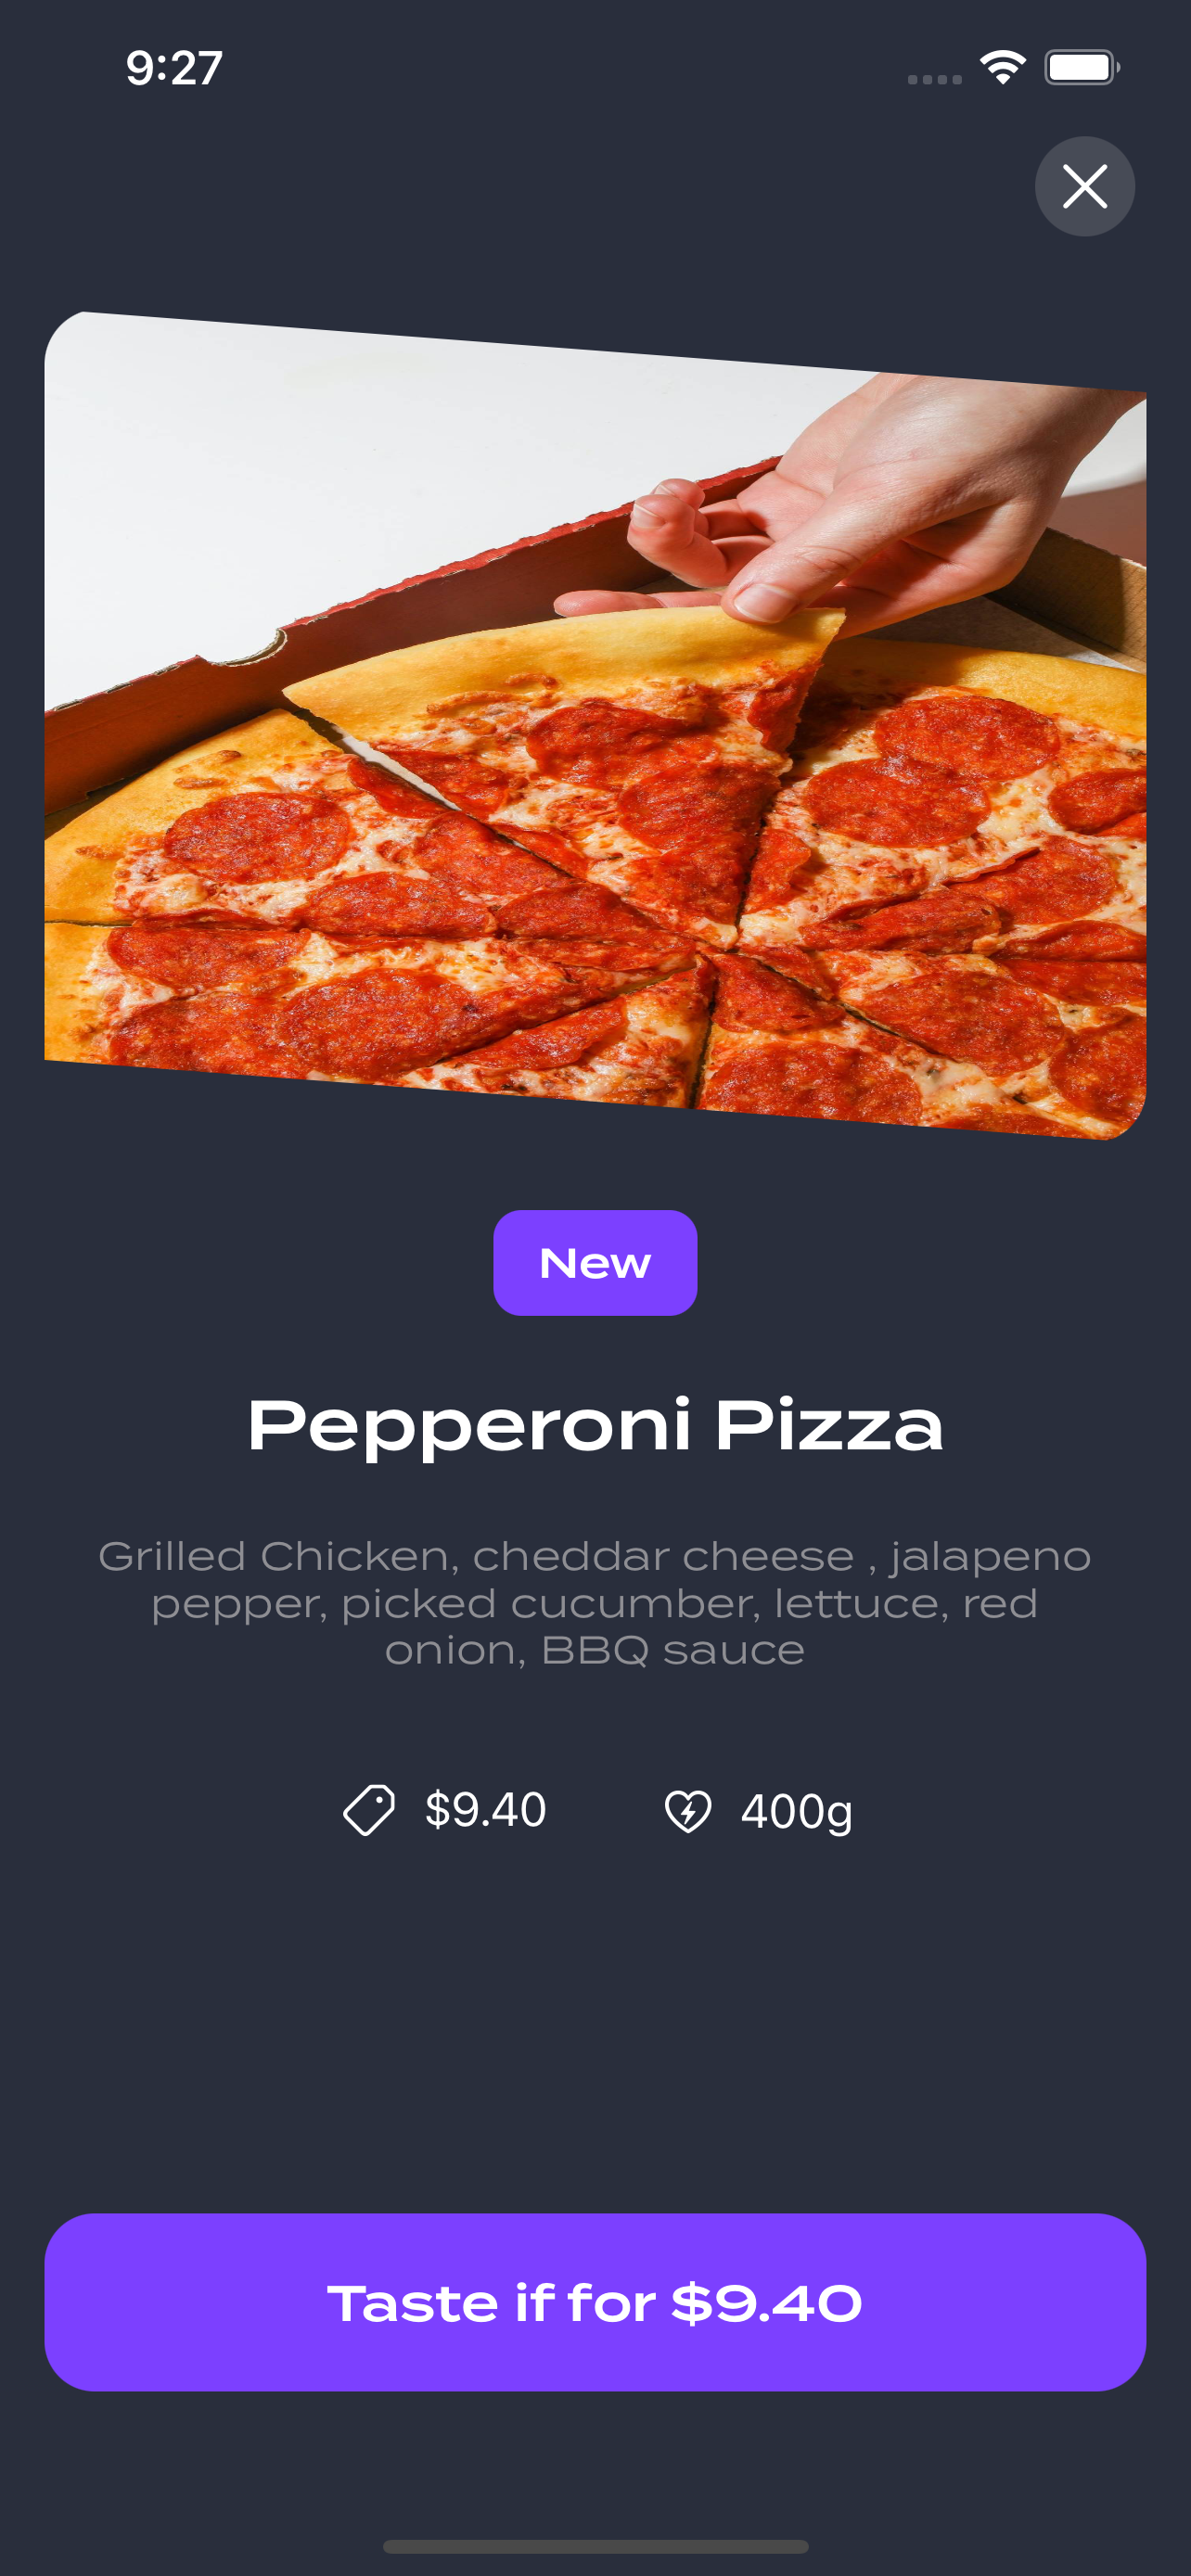 9:27
New
Pepperoni Pizza
Grilled Chicken, cheddar cheese , jalapeno
pepper, picked cucumber, lettuce, red
onion, BBQ sauce
$9.40 400g
Taste if for $9.40